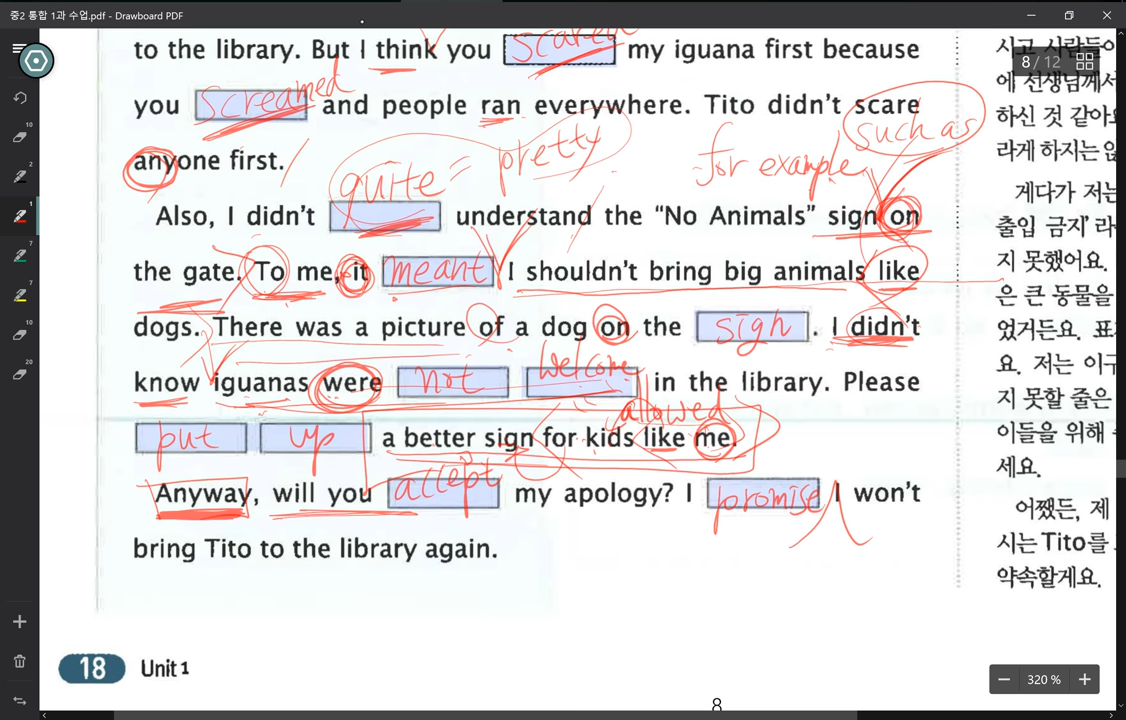 중2 통합 1과 수업.pdf - Drawboard PDF
to the library. But I think you scared my iguana first because
you screamed and people ran everywhere. Tito didn't scare
such as
anyone first.
quite = pretty
for example
Also, I didn't understand the “No Animals” sign on
the gate. To me, it meant I shouldn't bring big animals like
dogs. There was a picture of a dog on the sign. I didn't
know iguanas were not welcome in the library. Please
allowed
put up a better sign for kids like me.
Anyway, will you accept my apology? I promise I won't
bring Tito to the library again.
18 Unit 1
8
8 / 12
시고 사람들이
에 선생님께서
하신 것 같아요
라게 하지는 않
게다가 저는
출입 금지’ 라
지 못했어요.
은 큰 동물을
었거든요. 표
요. 저는 이구
지 못할 줄은
이들을 위해
세요.
어쨌든, 제
시는 Tito를
약속할게요.
10
2
1
7
7
10
20
320 %